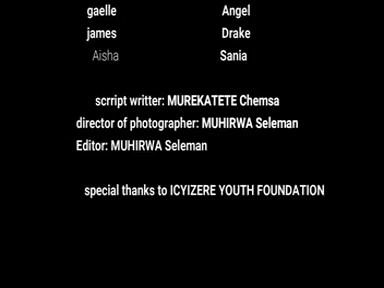 gaelle Angel
james Drake
Aisha Sania
scrript writter: MUREKATETE Chemsa
director of photographer: MUHIRWA Seleman
Editor: MUHIRWA Seleman
special thanks to ICYIZERE YOUTH FOUNDATION